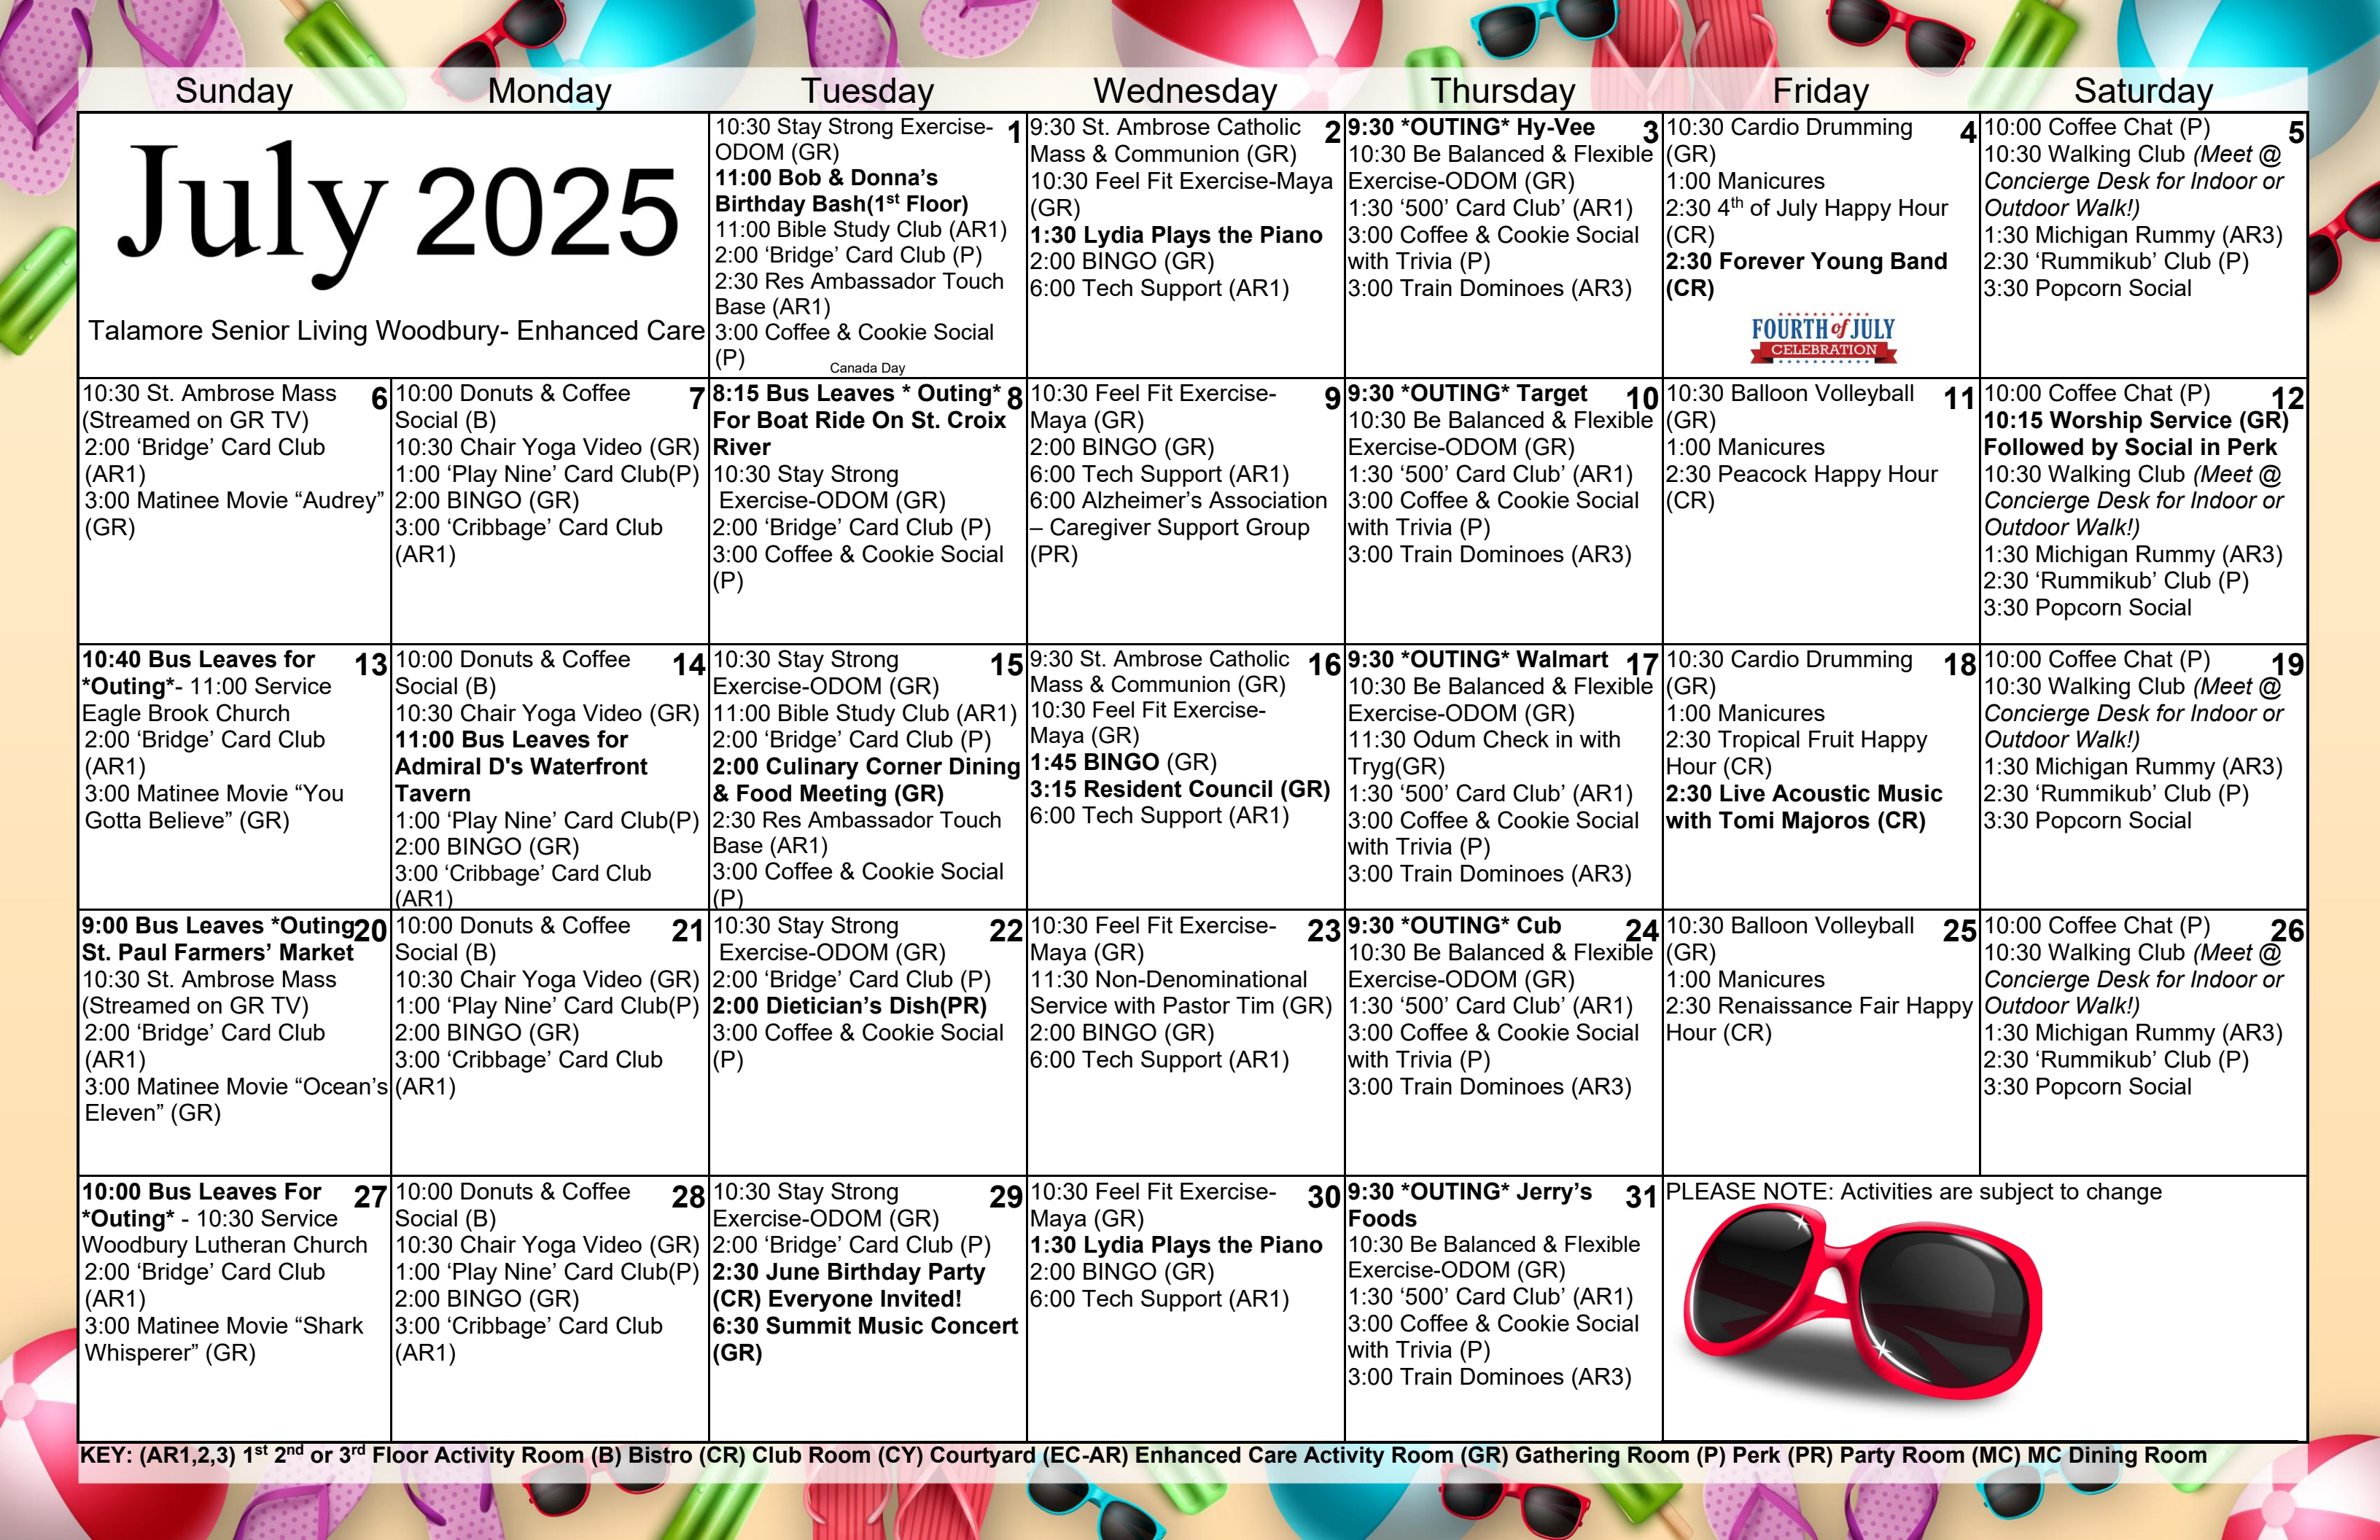 Sunday Monday Tuesday Wednesday Thursday Friday Saturday
July 2025
Talamore Senior Living Woodbury- Enhanced Care
1
10:30 Stay Strong Exercise-
ODOM (GR)
11:00 Bob & Donna’s
Birthday Bash(1st Floor)
11:00 Bible Study Club (AR1)
2:00 ‘Bridge’ Card Club (P)
2:30 Res Ambassador Touch
Base (AR1)
3:00 Coffee & Cookie Social
(P)
Canada Day
2
9:30 St. Ambrose Catholic
Mass & Communion (GR)
10:30 Feel Fit Exercise-Maya
(GR)
1:30 Lydia Plays the Piano
2:00 BINGO (GR)
6:00 Tech Support (AR1)
3
9:30 *OUTING* Hy-Vee
10:30 Be Balanced & Flexible
Exercise-ODOM (GR)
1:30 ‘500’ Card Club’ (AR1)
3:00 Coffee & Cookie Social
with Trivia (P)
3:00 Train Dominoes (AR3)
4
10:30 Cardio Drumming
(GR)
1:00 Manicures
2:30 4th of July Happy Hour
(CR)
2:30 Forever Young Band
(CR)
FOURTH of JULY
CELEBRATION
5
10:00 Coffee Chat (P)
10:30 Walking Club (Meet @
Concierge Desk for Indoor or
Outdoor Walk!)
1:30 Michigan Rummy (AR3)
2:30 ‘Rummikub’ Club (P)
3:30 Popcorn Social
6
10:30 St. Ambrose Mass
(Streamed on GR TV)
2:00 ‘Bridge’ Card Club
(AR1)
3:00 Matinee Movie “Audrey”
(GR)
7
10:00 Donuts & Coffee
Social (B)
10:30 Chair Yoga Video (GR)
1:00 ‘Play Nine’ Card Club(P)
2:00 BINGO (GR)
3:00 ‘Cribbage’ Card Club
(AR1)
8
8:15 Bus Leaves * Outing*
For Boat Ride On St. Croix
River
10:30 Stay Strong
Exercise-ODOM (GR)
2:00 ‘Bridge’ Card Club (P)
3:00 Coffee & Cookie Social
(P)
9
10:30 Feel Fit Exercise-
Maya (GR)
2:00 BINGO (GR)
6:00 Tech Support (AR1)
6:00 Alzheimer’s Association
– Caregiver Support Group
(PR)
10
9:30 *OUTING* Target
10:30 Be Balanced & Flexible
Exercise-ODOM (GR)
1:30 ‘500’ Card Club’ (AR1)
3:00 Coffee & Cookie Social
with Trivia (P)
3:00 Train Dominoes (AR3)
11
10:30 Balloon Volleyball
(GR)
1:00 Manicures
2:30 Peacock Happy Hour
(CR)
12
10:00 Coffee Chat (P)
10:15 Worship Service (GR)
Followed by Social in Perk
10:30 Walking Club (Meet @
Concierge Desk for Indoor or
Outdoor Walk!)
1:30 Michigan Rummy (AR3)
2:30 ‘Rummikub’ Club (P)
3:30 Popcorn Social
13
10:40 Bus Leaves for
*Outing*- 11:00 Service
Eagle Brook Church
2:00 ‘Bridge’ Card Club
(AR1)
3:00 Matinee Movie “You
Gotta Believe” (GR)
14
10:00 Donuts & Coffee
Social (B)
10:30 Chair Yoga Video (GR)
11:00 Bus Leaves for
Admiral D's Waterfront
Tavern
1:00 ‘Play Nine’ Card Club(P)
2:00 BINGO (GR)
3:00 ‘Cribbage’ Card Club
(AR1)
15
10:30 Stay Strong
Exercise-ODOM (GR)
11:00 Bible Study Club (AR1)
2:00 ‘Bridge’ Card Club (P)
2:00 Culinary Corner Dining
& Food Meeting (GR)
2:30 Res Ambassador Touch
Base (AR1)
3:00 Coffee & Cookie Social
(P)
16
9:30 St. Ambrose Catholic
Mass & Communion (GR)
10:30 Feel Fit Exercise-
Maya (GR)
1:45 BINGO (GR)
3:15 Resident Council (GR)
6:00 Tech Support (AR1)
17
9:30 *OUTING* Walmart
10:30 Be Balanced & Flexible
Exercise-ODOM (GR)
11:30 Odum Check in with
Tryg(GR)
1:30 ‘500’ Card Club’ (AR1)
3:00 Coffee & Cookie Social
with Trivia (P)
3:00 Train Dominoes (AR3)
18
10:30 Cardio Drumming
(GR)
1:00 Manicures
2:30 Tropical Fruit Happy
Hour (CR)
2:30 Live Acoustic Music
with Tomi Majoros (CR)
19
10:00 Coffee Chat (P)
10:30 Walking Club (Meet @
Concierge Desk for Indoor or
Outdoor Walk!)
1:30 Michigan Rummy (AR3)
2:30 ‘Rummikub’ Club (P)
3:30 Popcorn Social
20
9:00 Bus Leaves *Outing
St. Paul Farmers’ Market
10:30 St. Ambrose Mass
(Streamed on GR TV)
2:00 ‘Bridge’ Card Club
(AR1)
3:00 Matinee Movie “Ocean’s
Eleven” (GR)
21
10:00 Donuts & Coffee
Social (B)
10:30 Chair Yoga Video (GR)
1:00 ‘Play Nine’ Card Club(P)
2:00 BINGO (GR)
3:00 ‘Cribbage’ Card Club
(AR1)
22
10:30 Stay Strong
Exercise-ODOM (GR)
2:00 ‘Bridge’ Card Club (P)
2:00 Dietician’s Dish(PR)
3:00 Coffee & Cookie Social
(P)
23
10:30 Feel Fit Exercise-
Maya (GR)
11:30 Non-Denominational
Service with Pastor Tim (GR)
2:00 BINGO (GR)
6:00 Tech Support (AR1)
24
9:30 *OUTING* Cub
10:30 Be Balanced & Flexible
Exercise-ODOM (GR)
1:30 ‘500’ Card Club’ (AR1)
3:00 Coffee & Cookie Social
with Trivia (P)
3:00 Train Dominoes (AR3)
25
10:30 Balloon Volleyball
(GR)
1:00 Manicures
2:30 Renaissance Fair Happy
Hour (CR)
26
10:00 Coffee Chat (P)
10:30 Walking Club (Meet @
Concierge Desk for Indoor or
Outdoor Walk!)
1:30 Michigan Rummy (AR3)
2:30 ‘Rummikub’ Club (P)
3:30 Popcorn Social
27
10:00 Bus Leaves For
*Outing* - 10:30 Service
Woodbury Lutheran Church
2:00 ‘Bridge’ Card Club
(AR1)
3:00 Matinee Movie “Shark
Whisperer” (GR)
28
10:00 Donuts & Coffee
Social (B)
10:30 Chair Yoga Video (GR)
1:00 ‘Play Nine’ Card Club(P)
2:00 BINGO (GR)
3:00 ‘Cribbage’ Card Club
(AR1)
29
10:30 Stay Strong
Exercise-ODOM (GR)
2:00 ‘Bridge’ Card Club (P)
2:30 June Birthday Party
(CR) Everyone Invited!
6:30 Summit Music Concert
(GR)
30
10:30 Feel Fit Exercise-
Maya (GR)
1:30 Lydia Plays the Piano
2:00 BINGO (GR)
6:00 Tech Support (AR1)
31
9:30 *OUTING* Jerry’s
Foods
10:30 Be Balanced & Flexible
Exercise-ODOM (GR)
1:30 ‘500’ Card Club’ (AR1)
3:00 Coffee & Cookie Social
with Trivia (P)
3:00 Train Dominoes (AR3)
PLEASE NOTE: Activities are subject to change
KEY: (AR1,2,3) 1st 2nd or 3rd Floor Activity Room (B) Bistro (CR) Club Room (CY) Courtyard (EC-AR) Enhanced Care Activity Room (GR) Gathering Room (P) Perk (PR) Party Room (MC) MC Dining Room